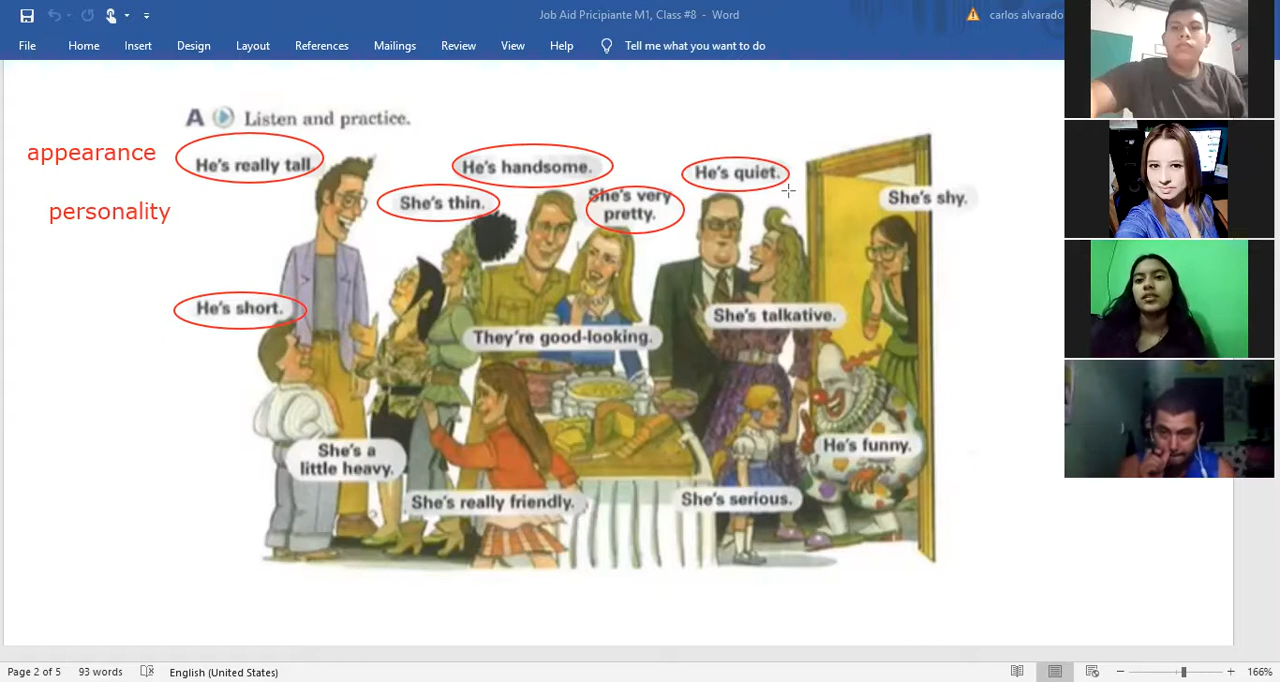 Job Aid Pricipiante M1, Class #8 - Word
carlos alvarado
File Home Insert Design Layout References Mailings Review View Help Tell me what you want to do
A Listen and practice.
appearance
He's really tall
He's handsome.
He's quiet.
She's thin.
She's very
pretty.
She's shy.
personality
He's short.
She's talkative.
They're good-looking.
She's a
little heavy.
He's funny.
She's really friendly.
She's serious.
Page 2 of 5 93 words English (United States) 166%